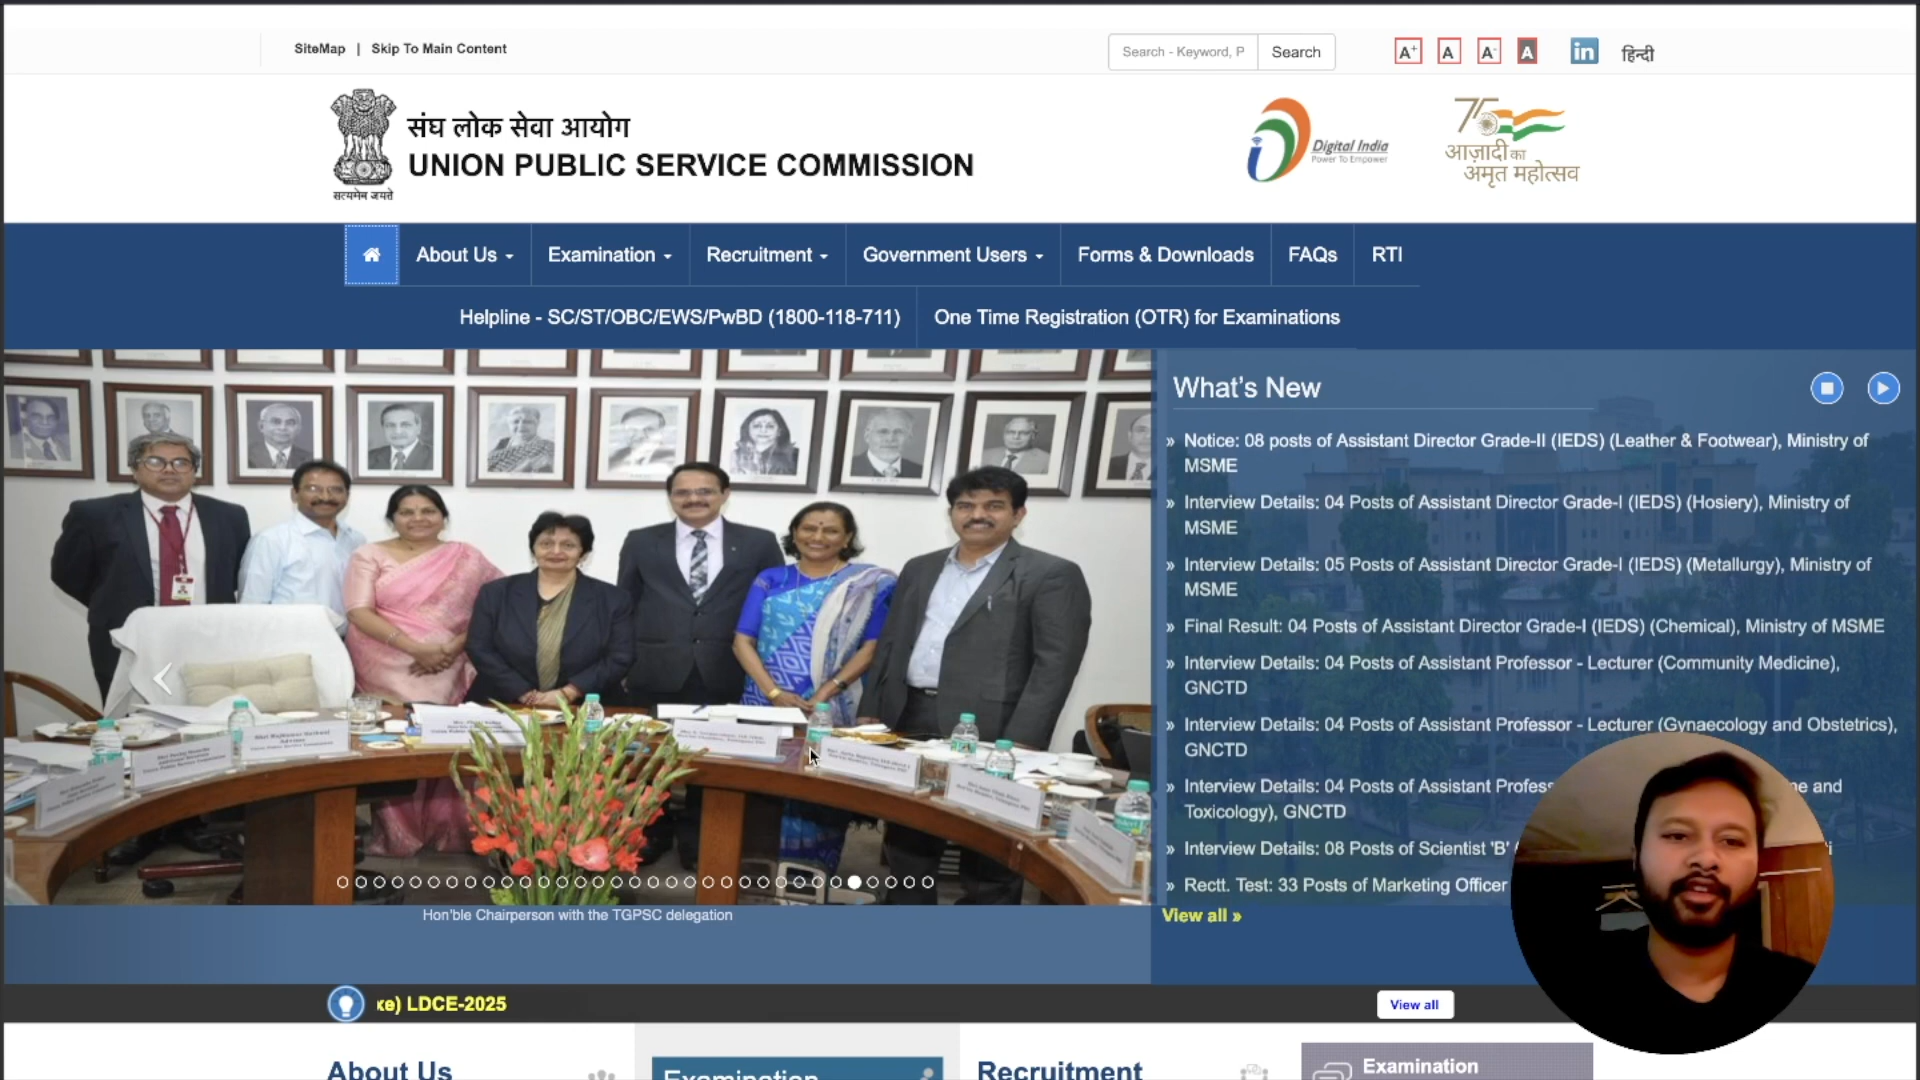 SiteMap | Skip To Main Content
Search - Keyword, P
Search
A+ A A- A
in
हिन्दी
संघ लोक सेवा आयोग
UNION PUBLIC SERVICE COMMISSION
सत्यमेव जयते
Digital India
Power To Empower
75
आज़ादी का
अमृत महोत्सव
About Us
Examination
Recruitment
Government Users
Forms & Downloads
FAQs
RTI
Helpline - SC/ST/OBC/EWS/PwBD (1800-118-711)
One Time Registration (OTR) for Examinations
What's New
» Notice: 08 posts of Assistant Director Grade-II (IEDS) (Leather & Footwear), Ministry of
MSME
» Interview Details: 04 Posts of Assistant Director Grade-I (IEDS) (Hosiery), Ministry of
MSME
» Interview Details: 05 Posts of Assistant Director Grade-I (IEDS) (Metallurgy), Ministry of
MSME
» Final Result: 04 Posts of Assistant Director Grade-I (IEDS) (Chemical), Ministry of MSME
» Interview Details: 04 Posts of Assistant Professor - Lecturer (Community Medicine),
GNCTD
» Interview Details: 04 Posts of Assistant Professor - Lecturer (Gynaecology and Obstetrics),
GNCTD
» Interview Details: 04 Posts of Assistant Profess ne and
Toxicology), GNCTD
» Interview Details: 08 Posts of Scientist 'B'
» Rectt. Test: 33 Posts of Marketing Officer
View all »
Hon'ble Chairperson with the TGPSC delegation
ke) LDCE-2025
View all
About Us
Examination
Recruitment
Examination